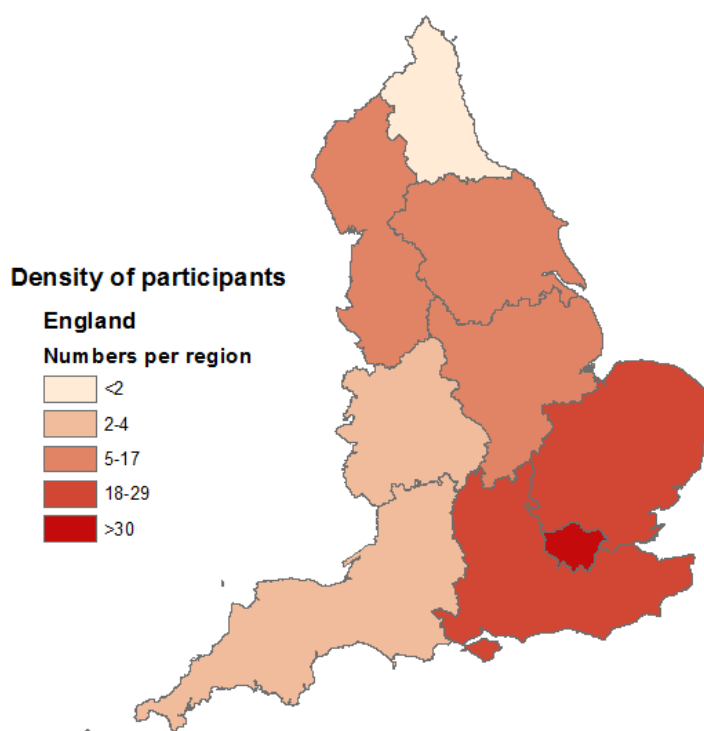 Density of participants
England
Numbers per region
<2
2-4
5-17
18-29
>30